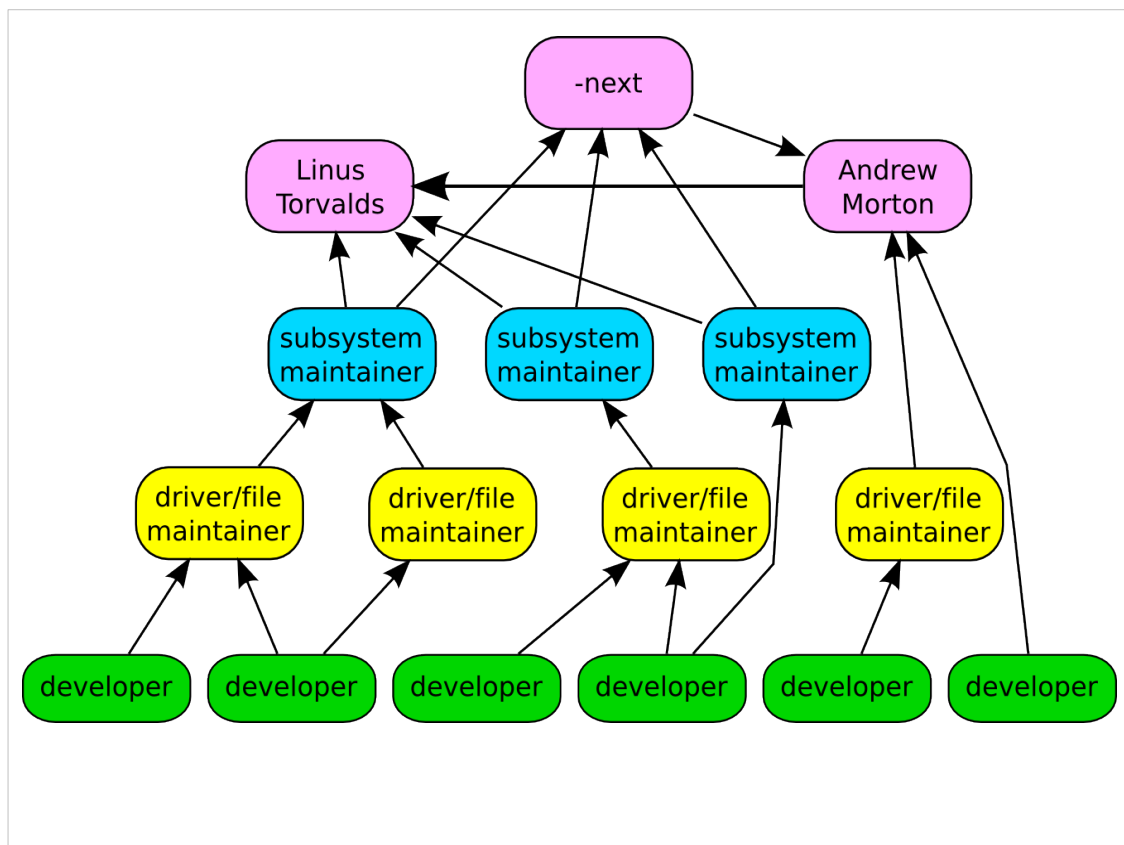 -next
Linus
Torvalds
Andrew
Morton
subsystem
maintainer
subsystem
maintainer
subsystem
maintainer
driver/file
maintainer
driver/file
maintainer
driver/file
maintainer
driver/file
maintainer
developer
developer
developer
developer
developer
developer